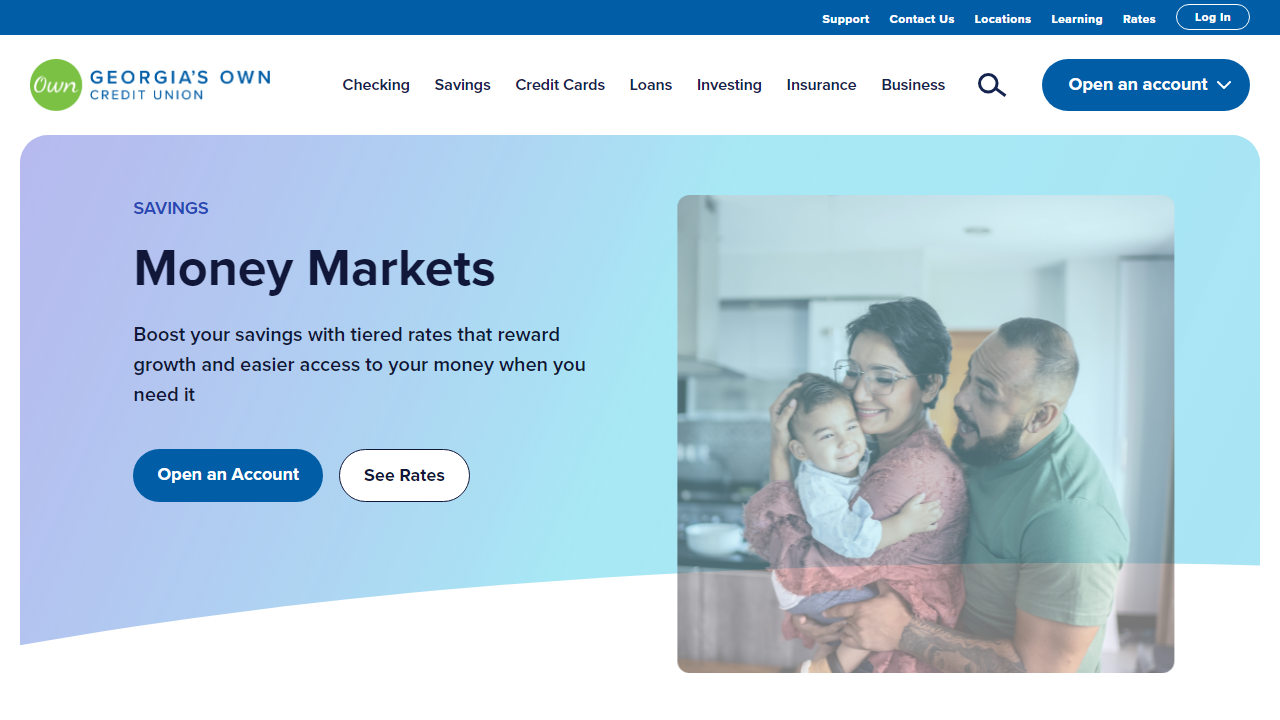 Support Contact Us Locations Learning Rates Log In
Own GEORGIA'S OWN
CREDIT UNION
Checking Savings Credit Cards Loans Investing Insurance Business Open an account
SAVINGS
Money Markets
Boost your savings with tiered rates that reward
growth and easier access to your money when you
need it
Open an Account See Rates